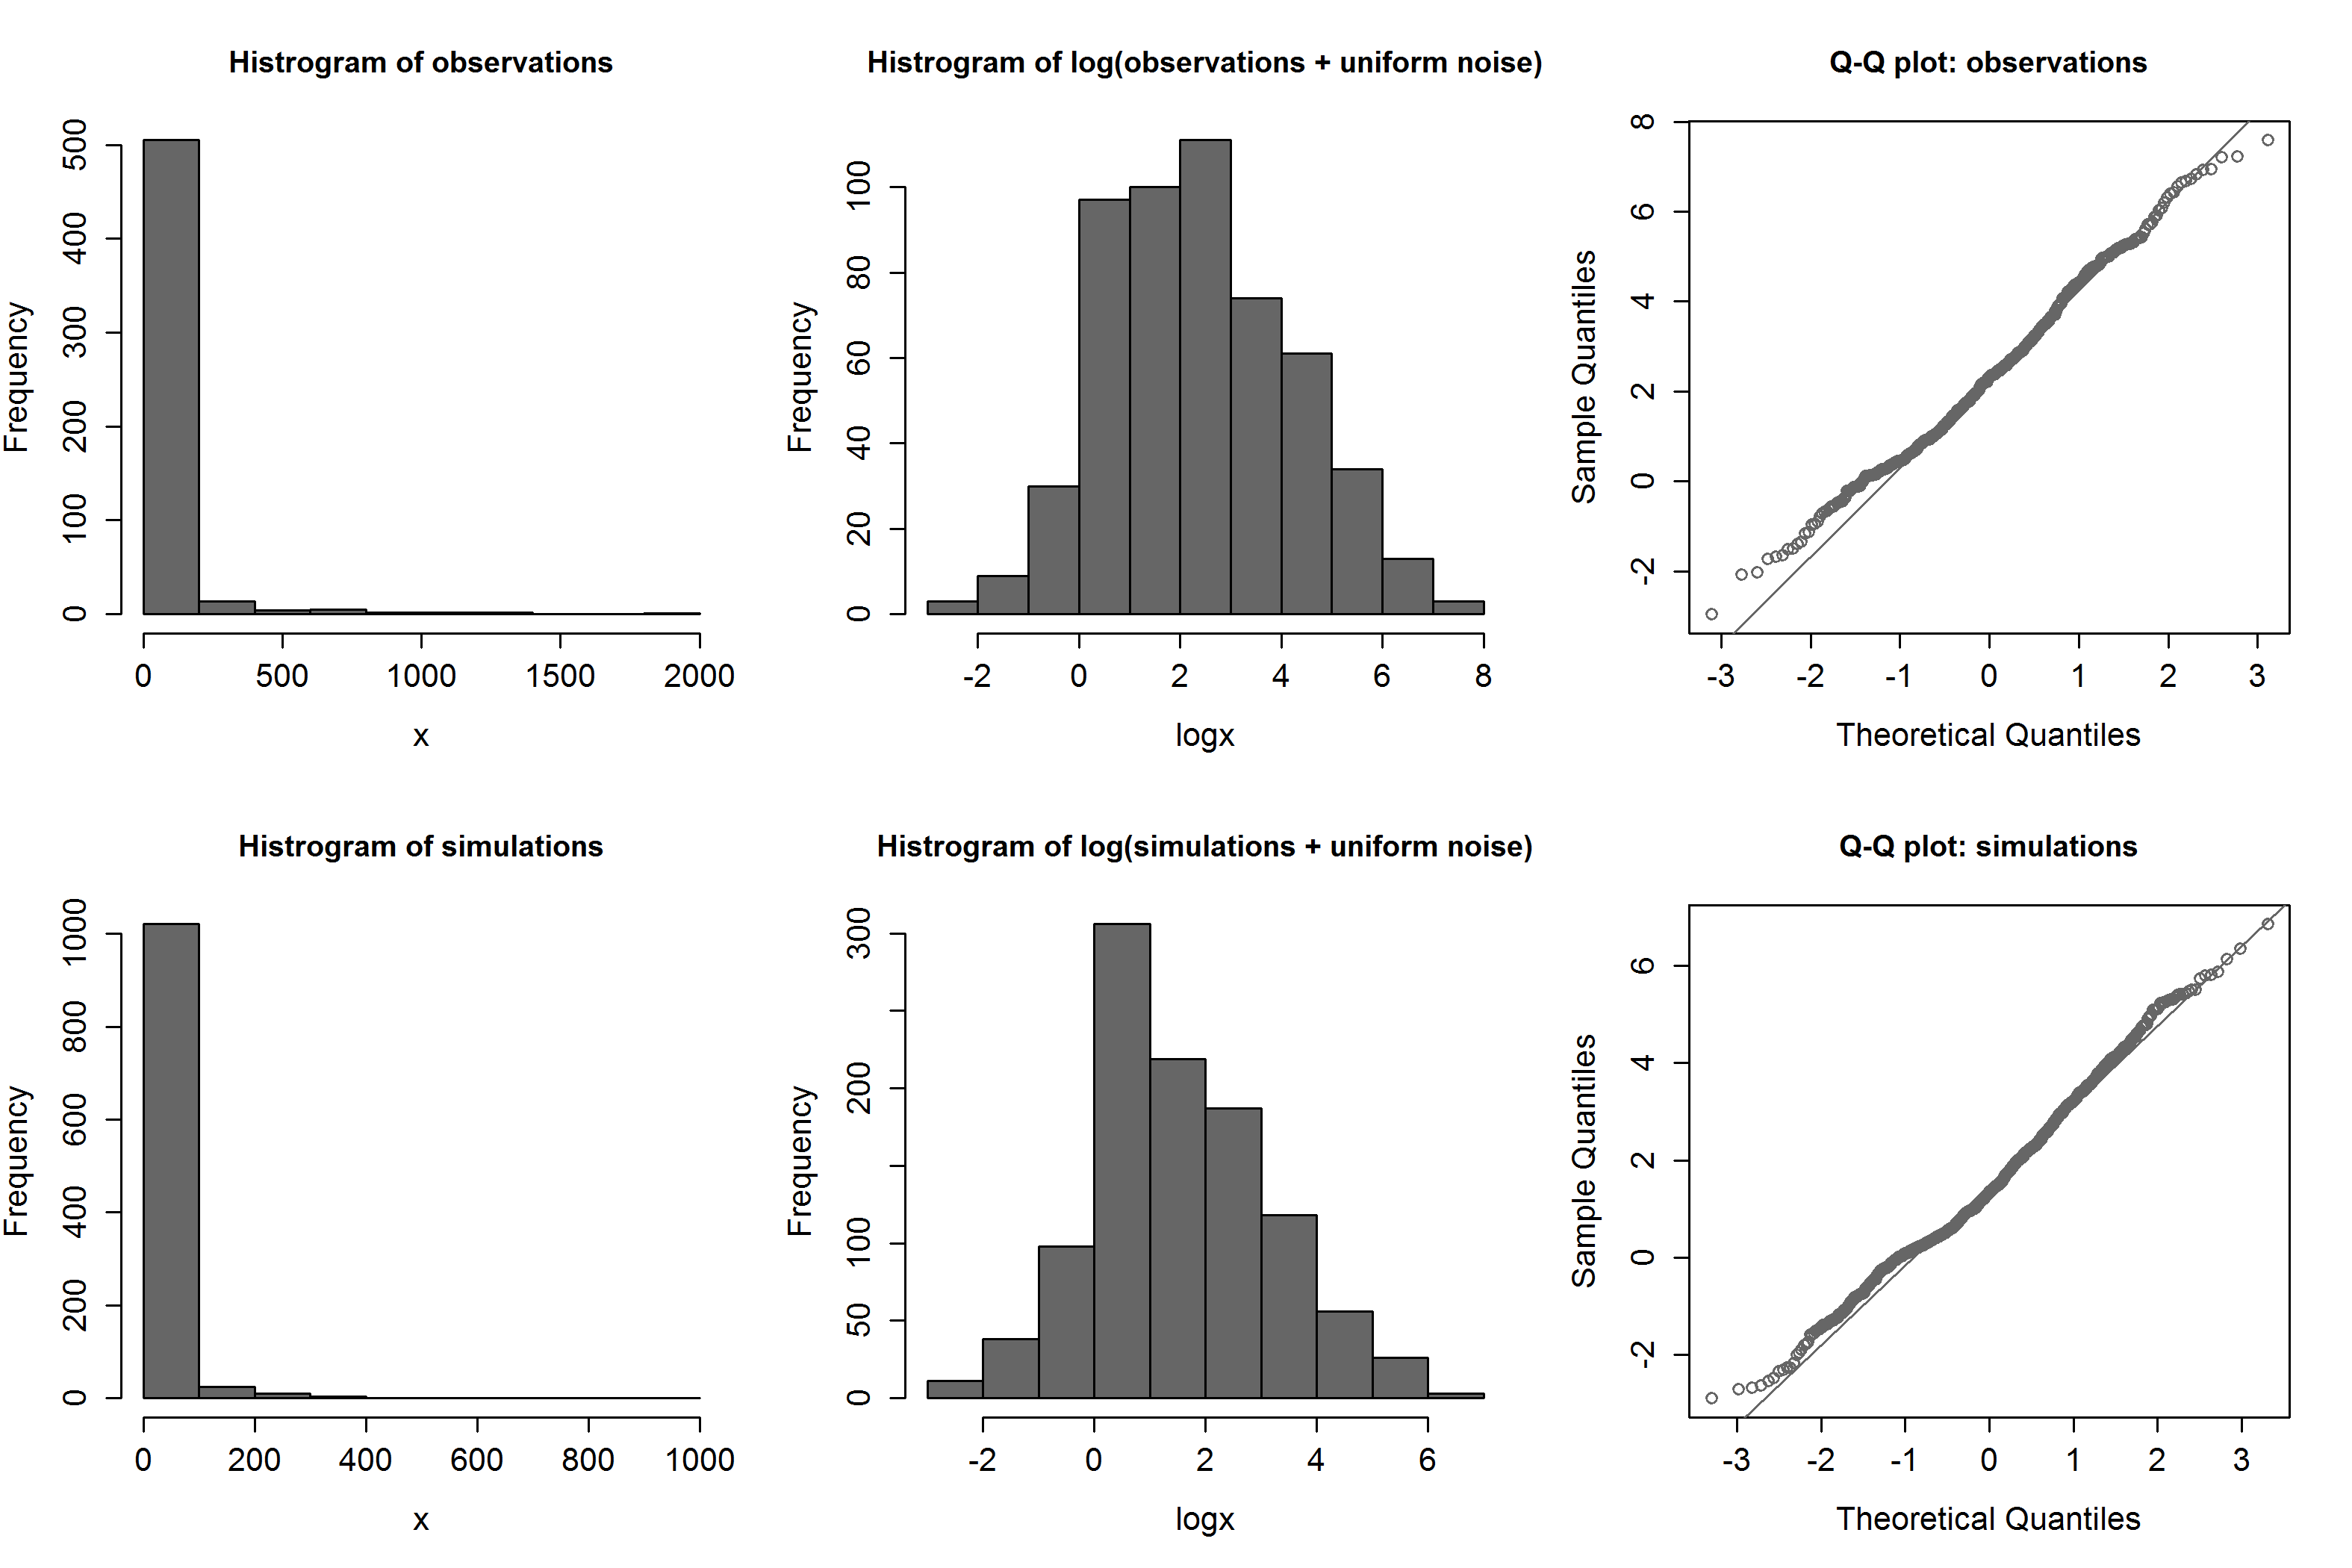 Histrogram of observations
Frequency
0 100 200 300 400 500
0 500 1000 1500 2000
x
Histrogram of log(observations + uniform noise)
Frequency
0 20 40 60 80 100
-2 0 2 4 6 8
logx
Q-Q plot: observations
Sample Quantiles
-2 0 2 4 6 8
-3 -2 -1 0 1 2 3
Theoretical Quantiles
Histrogram of simulations
Frequency
0 200 400 600 800 1000
0 200 400 600 800 1000
x
Histrogram of log(simulations + uniform noise)
Frequency
0 50 100 200 300
-2 0 2 4 6
logx
Q-Q plot: simulations
Sample Quantiles
-2 0 2 4 6
-3 -2 -1 0 1 2 3
Theoretical Quantiles